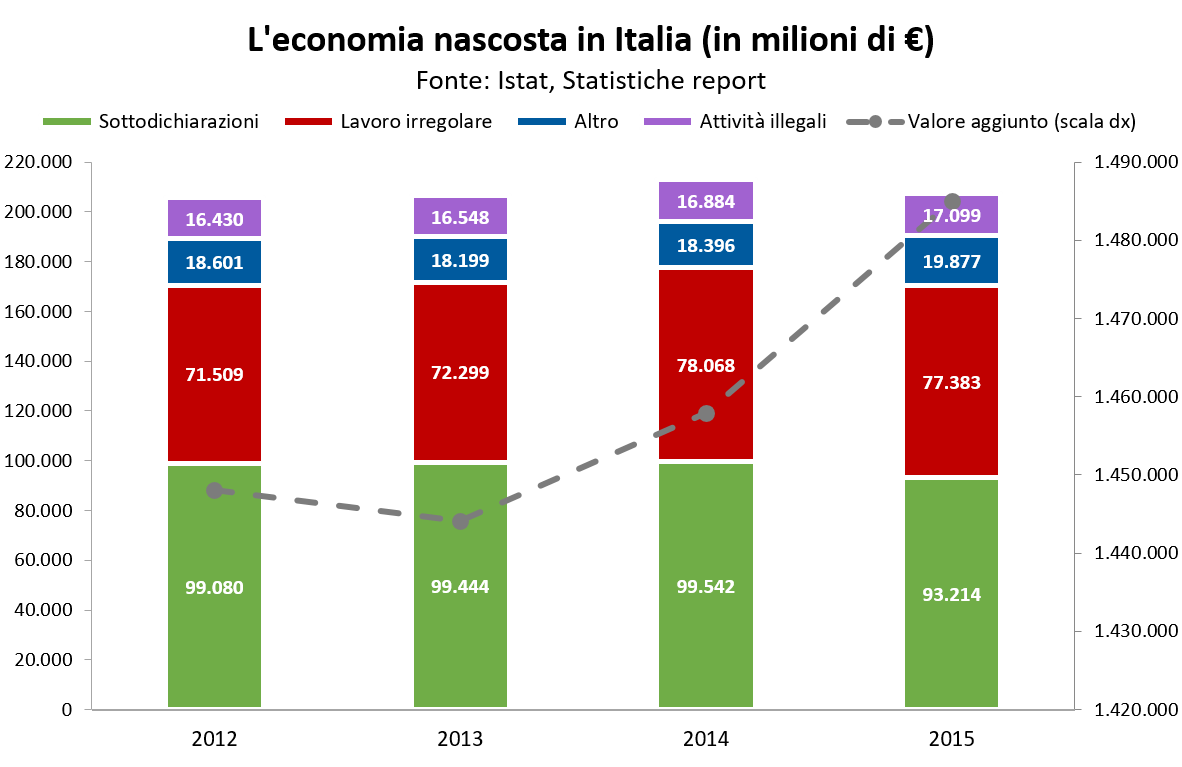 L'economia nascosta in Italia (in milioni di €)
Fonte: Istat, Statistiche report
Sottodichiarazioni Lavoro irregolare Altro Attività illegali Valore aggiunto (scala dx)
220.000 1.490.000
16.430 16.548 16.884 17.099
200.000 1.480.000
18.601 18.199 18.396 19.877
180.000
160.000 1.470.000
71.509 72.299 78.068 77.383
140.000 1.460.000
120.000
100.000 1.450.000
80.000
99.080 99.444 99.542 93.214
60.000 1.440.000
40.000 1.430.000
20.000
0 1.420.000
2012 2013 2014 2015